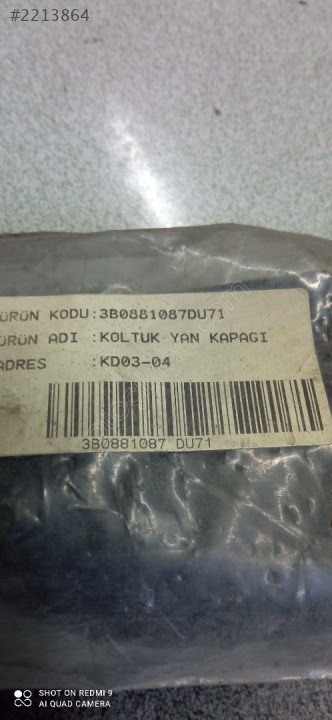 #2213864
ÜRÜN KODU:3B0881087DU71
ÜRÜN ADI :KOLTUK YAN KAPAGI
ADRES :KD03-04
3B0881087 DU71
SHOT ON REDMI 9
AI QUAD CAMERA